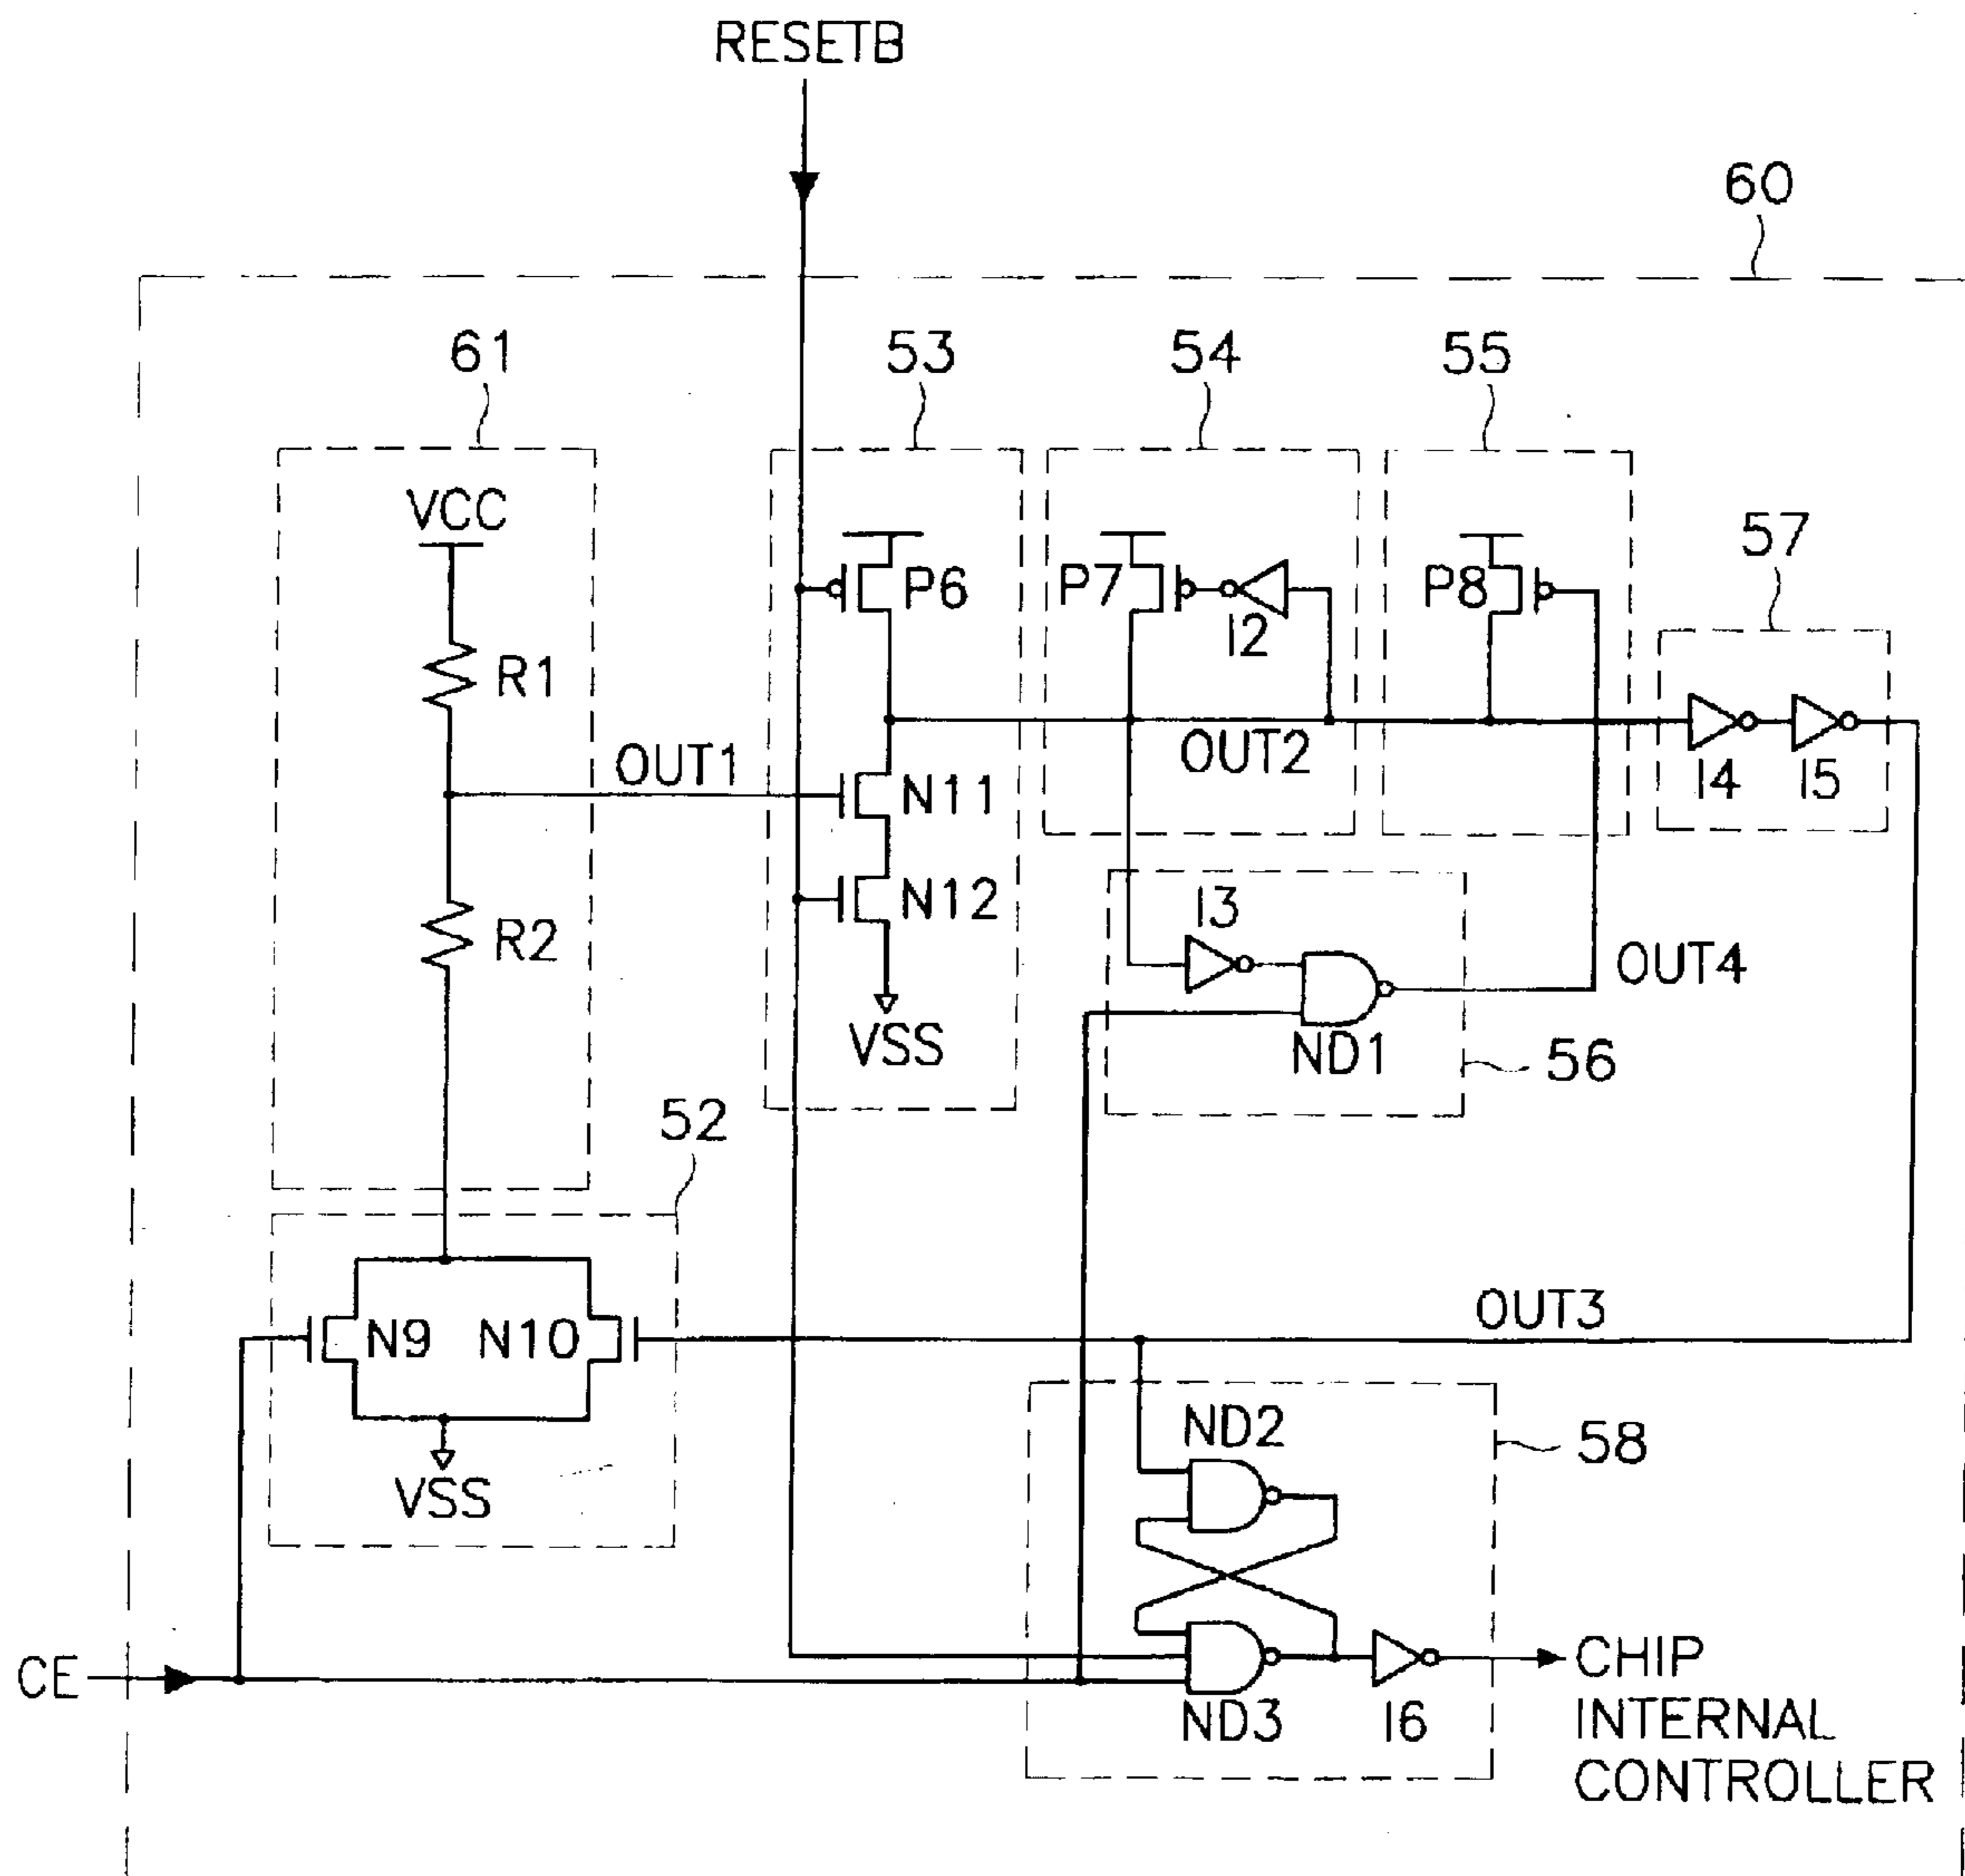 RESETB
60
61
53
54
55
57
VCC
P6
P7
I2
P8
R1
OUT1
N11
OUT2
I4
I5
R2
N12
I3
OUT4
VSS
ND1
56
52
N9
N10
OUT3
VSS
ND2
58
CE
ND3
I6
CHIP
INTERNAL
CONTROLLER